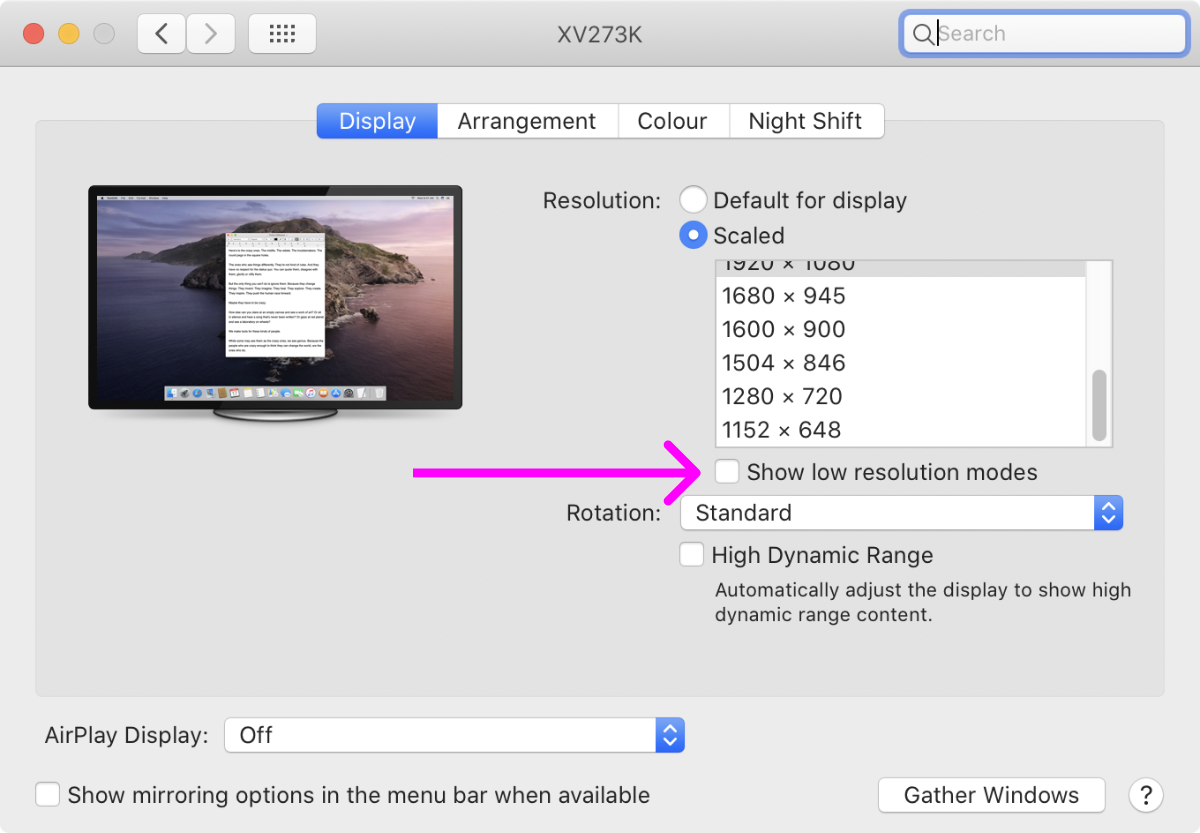 XV273K
Search
Display
Arrangement
Colour
Night Shift
Resolution:
Default for display
Scaled
1920 × 1080
1680 × 945
1600 × 900
1504 × 846
1280 × 720
1152 × 648
Show low resolution modes
Rotation:
Standard
High Dynamic Range
Automatically adjust the display to show high
dynamic range content.
AirPlay Display:
Off
Show mirroring options in the menu bar when available
Gather Windows
?